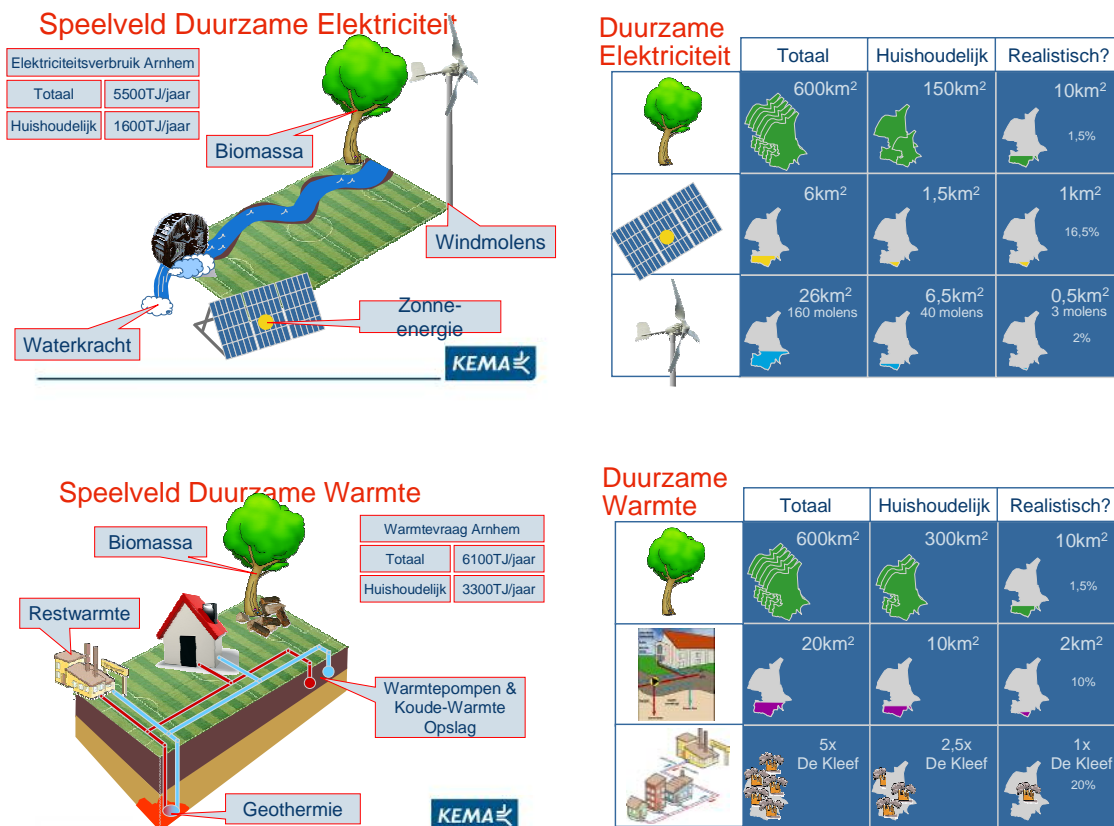 Speelveld Duurzame Elektriciteit
Elektriciteitsverbruik Arnhem
Totaal 5500TJ/jaar
Huishoudelijk 1600TJ/jaar
Biomassa
Windmolens
Zonne-
energie
Waterkracht
KEMA
Duurzame
Elektriciteit
Totaal Huishoudelijk Realistisch?
600km² 150km² 10km²
1,5%
6km² 1,5km² 1km²
16,5%
26km² 6,5km² 0,5km²
160 molens 40 molens 3 molens
2%
Speelveld Duurzame Warmte
Biomassa
Warmtevraag Arnhem
Totaal 6100TJ/jaar
Huishoudelijk 3300TJ/jaar
Restwarmte
Warmtepompen &
Koude-Warmte
Opslag
Geothermie
KEMA
Duurzame
Warmte
Totaal Huishoudelijk Realistisch?
600km² 300km² 10km²
1,5%
20km² 10km² 2km²
10%
5x 2,5x 1x
De Kleef De Kleef De Kleef
20%